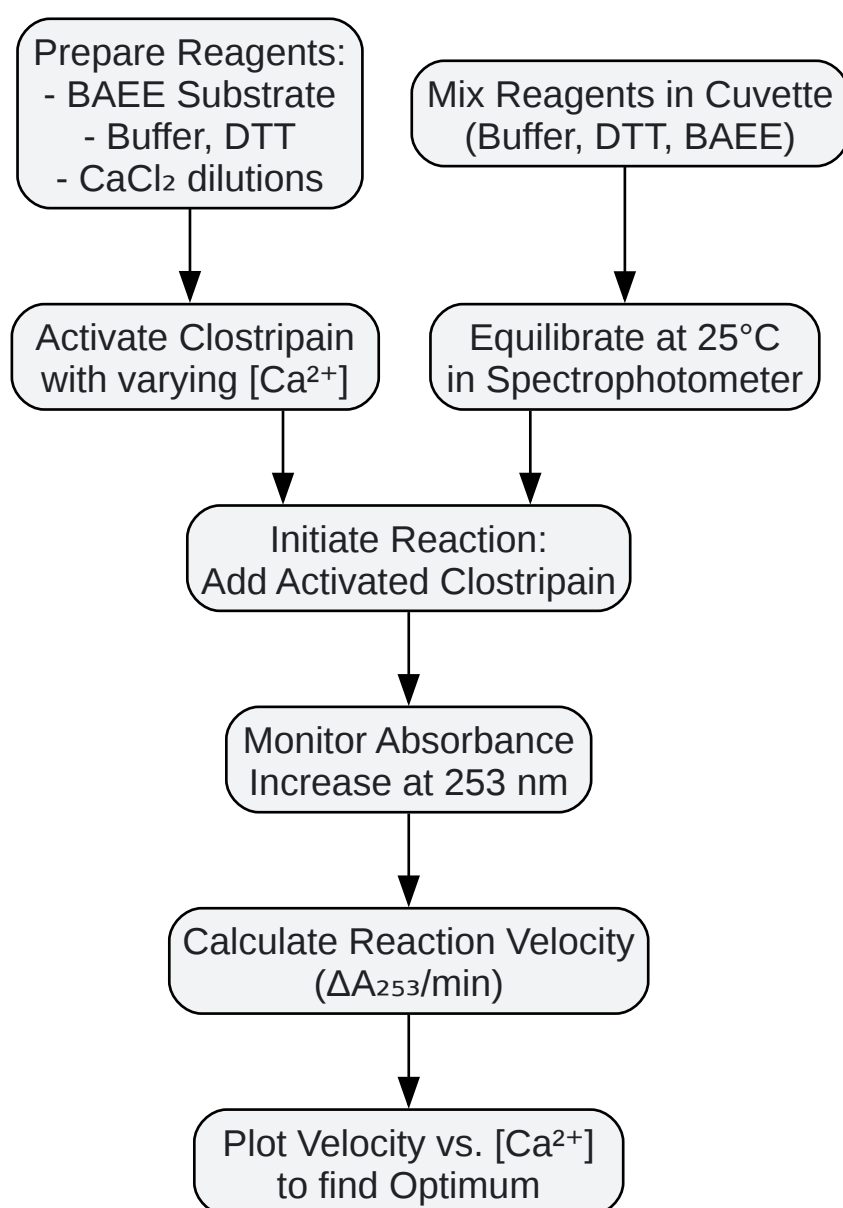 Prepare Reagents:
- BAEE Substrate
- Buffer, DTT
- CaCl₂ dilutions
Mix Reagents in Cuvette
(Buffer, DTT, BAEE)
Activate Clostripain
with varying [Ca²⁺]
Equilibrate at 25°C
in Spectrophotometer
Initiate Reaction:
Add Activated Clostripain
Monitor Absorbance
Increase at 253 nm
Calculate Reaction Velocity
(ΔA₂₅₃/min)
Plot Velocity vs. [Ca²⁺]
to find Optimum